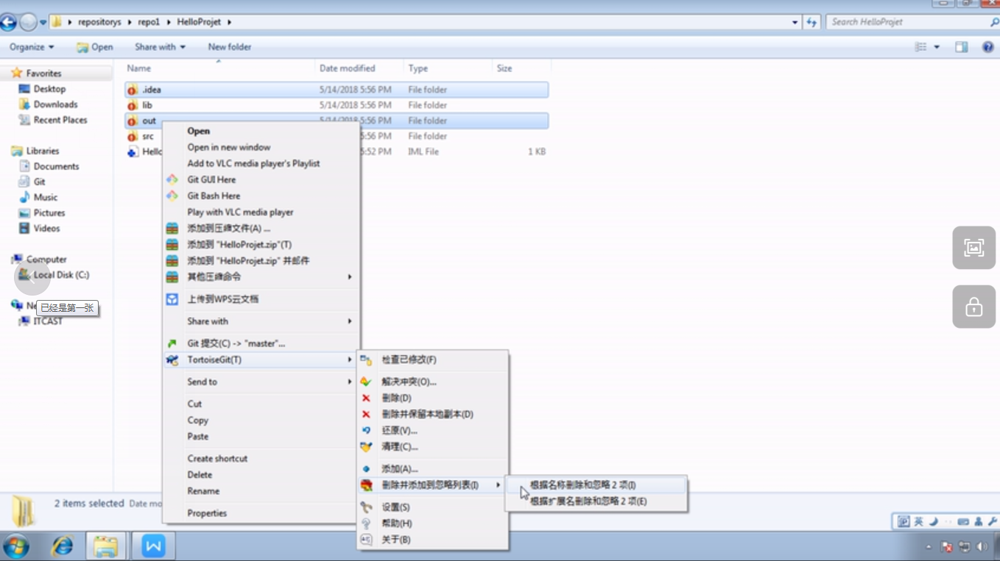 repositorys
repo1
HelloProjet
Search HelloProjet
Organize
Open
Share with
New folder
Name
Date modified
Type
Size
Favorites
Desktop
Downloads
Recent Places
Libraries
Documents
Git
Music
Pictures
Videos
Computer
Local Disk (C:)
Ne
已经是第一张
ITCAST
.idea 5/14/2018 5:56 PM File folder
lib 5/14/2018 5:56 PM File folder
out 5/14/2018 5:56 PM File folder
src 5:56 PM File folder
Hello 5:52 PM IML File 1 KB
Open
Open in new window
Add to VLC media player's Playlist
Git GUI Here
Git Bash Here
Play with VLC media player
添加到压缩文件(A) ...
添加到 "HelloProjet.zip"(T)
添加到 "HelloProjet.zip" 并邮件
其他压缩命令
上传到WPS云文档
Share with
Git 提交(C) -> "master"...
TortoiseGit(T)
Send to
Cut
Copy
Paste
Create shortcut
Delete
Rename
Properties
检查已修改(F)
解决冲突(O)...
删除(D)
删除并保留本地副本(D)
还原(V)...
清理(C)...
添加(A)...
删除并添加到忽略列表(I)
设置(S)
帮助(H)
关于(B)
根据名称删除和忽略 2 项(I)
根据扩展名删除和忽略 2 项(E)
2 items selected Date mo
英